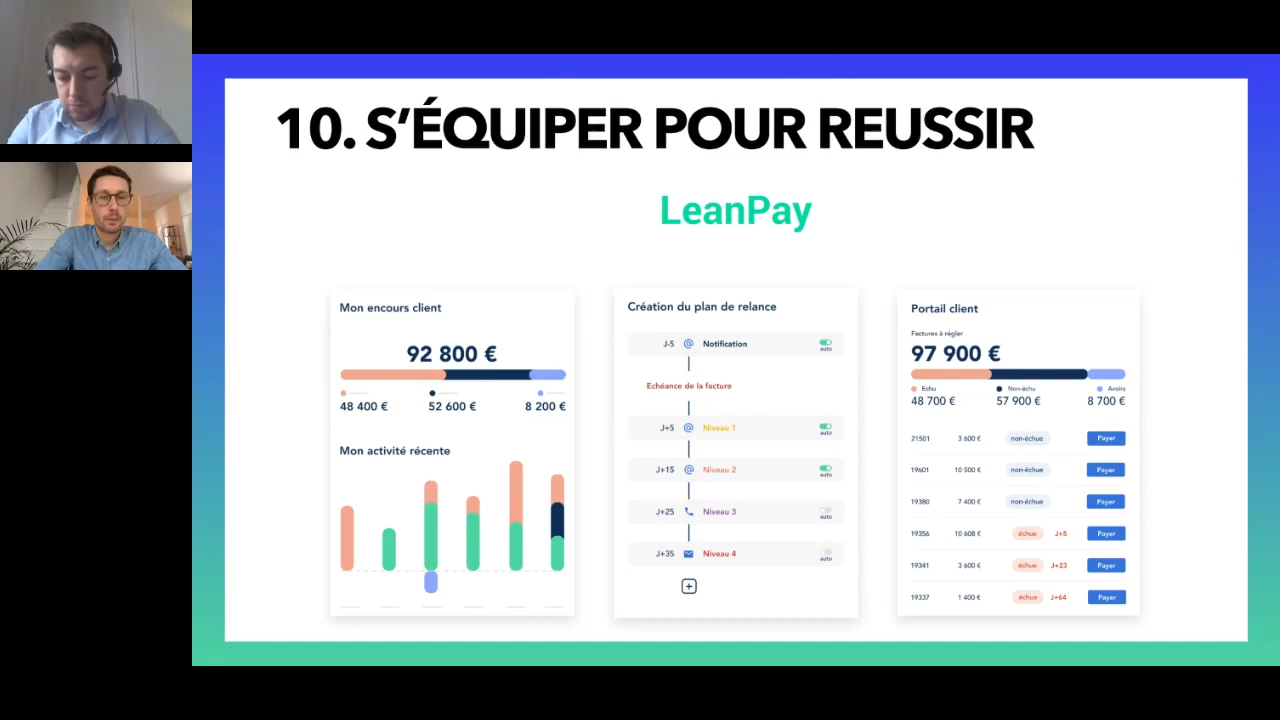 10. S’ÉQUIPER POUR REUSSIR
LeanPay
Mon encours client
92 800 €
48 400 €
52 600 €
8 200 €
Mon activité récente
Création du plan de relance
J-5 @ Notification auto
Echéance de la facture
J+5 @ Niveau 1 auto
J+15 @ Niveau 2 auto
J+25 Niveau 3 auto
J+35 Niveau 4 auto
+
Portail client
Factures à régler
97 900 €
Echu Non-échu Avoirs
48 700 € 57 900 € 8 700 €
21501 3 600 € non-échue Payer
19601 10 500 € non-échue Payer
19380 7 400 € non-échue Payer
19356 10 608 € échue J+5 Payer
19341 3 600 € échue J+23 Payer
19337 1 400 € échue J+64 Payer